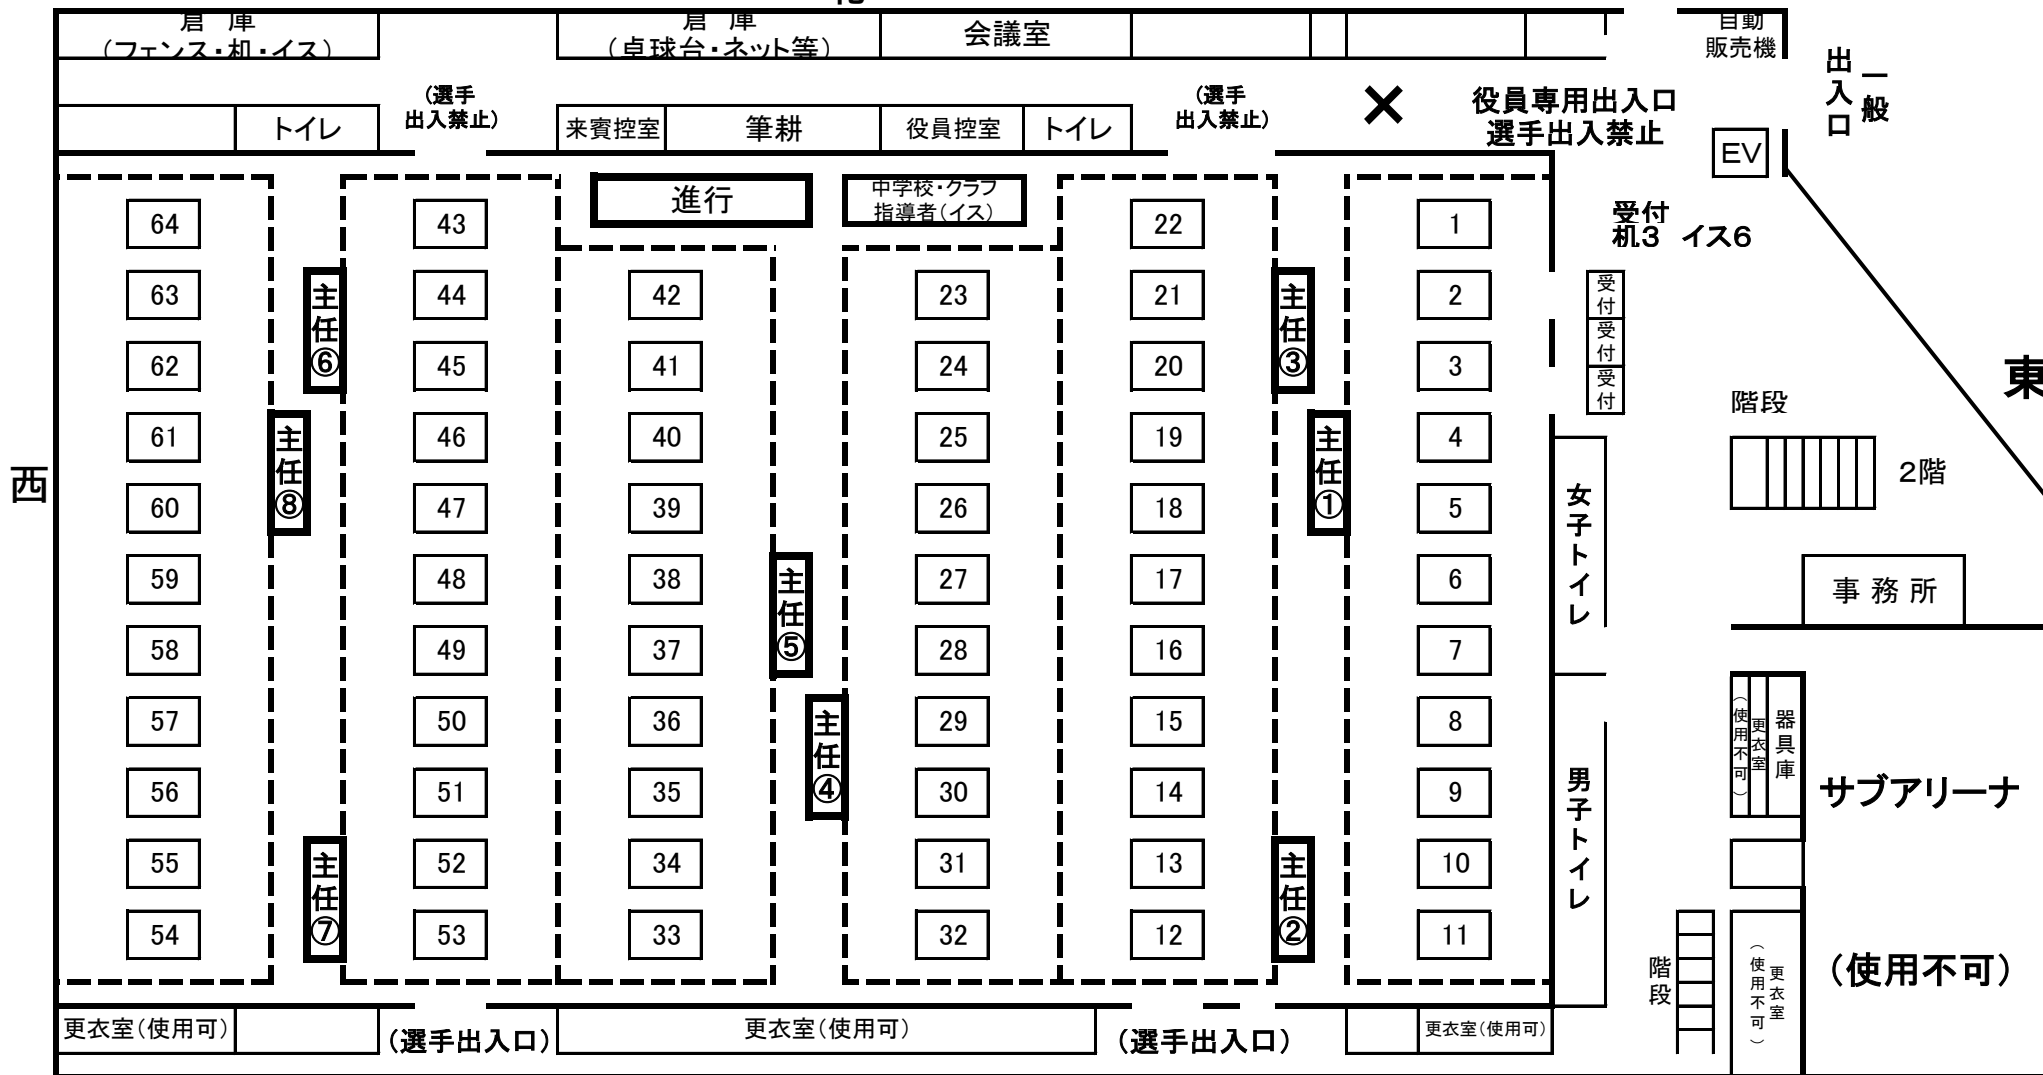 倉 庫
(フェンス・机・イス)
倉 庫
(卓球台・ネット等)
会議室
自動
販売機
一般
出入口
(選手
出入禁止)
(選手
出入禁止)
×
役員専用出入口
選手出入禁止
トイレ
来賓控室
筆耕
役員控室
トイレ
EV
進行
中学校・クラブ
指導者(イス)
受付
机3 イス6
64
43
22
1
63
44
42
23
21
2
62
45
41
24
20
3
61
46
40
25
19
4
60
47
39
26
18
5
59
48
38
27
17
6
58
49
37
28
16
7
57
50
36
29
15
8
56
51
35
30
14
9
55
52
34
31
13
10
54
53
33
32
12
11
主任⑥
主任③
主任⑧
主任①
主任⑤
主任④
主任⑦
主任②
受付
受付
受付
西
東
階段
2階
女子トイレ
事務所
男子トイレ
(使用不可)
更衣室
器具庫
サブアリーナ
(使用不可)
階段
(使用不可)
更衣室
更衣室(使用可)
(選手出入口)
更衣室(使用可)
(選手出入口)
更衣室(使用可)